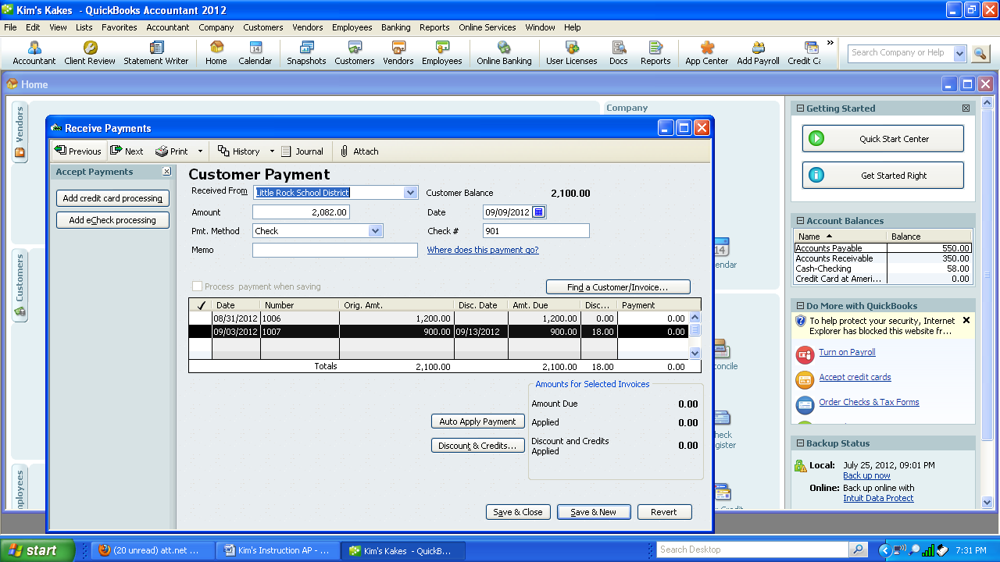 Kim's Kakes - QuickBooks Accountant 2012
File Edit View Lists Favorites Accountant Company Customers Vendors Employees Banking Reports Online Services Window Help
Accountant Client Review Statement Writer Home Calendar Snapshots Customers Vendors Employees Online Banking User Licenses Docs Reports App Center Add Payroll Credit Ca
Search Company or Help
Home
Vendors
Customers
Employees
Company
Receive Payments
Previous Next Print History Journal Attach
Accept Payments
Add credit card processing
Add eCheck processing
Customer Payment
Received From Little Rock School District Customer Balance 2,100.00
Amount 2,082.00 Date 09/09/2012
Pmt. Method Check Check # 901
Memo Where does this payment go?
Process payment when saving
Find a Customer/Invoice...
Date Number Orig. Amt. Disc. Date Amt. Due Disc... Payment
08/31/2012 1006 1,200.00 1,200.00 0.00 0.00
09/03/2012 1007 900.00 09/13/2012 900.00 18.00 0.00
Totals 2,100.00 2,100.00 18.00 0.00
Amounts for Selected Invoices
Amount Due 0.00
Auto Apply Payment
Applied 0.00
Discount & Credits...
Discount and Credits Applied 0.00
Save & Close Save & New Revert
14
endar
oncile
heck
egister
r Credit
Getting Started
Quick Start Center
Get Started Right
Account Balances
Name Balance
Accounts Payable 550.00
Accounts Receivable 350.00
Cash-Checking 58.00
Credit Card at Ameri... 0.00
Do More with QuickBooks
To help protect your security, Internet
Explorer has blocked this website fr...
Turn on Payroll
Accept credit cards
Order Checks & Tax Forms
Backup Status
Local: July 25, 2012, 09:01 PM
Back up now
Online: Back up online with
Intuit Data Protect
start (20 unread) att.net ... Kim's Instruction AP - ... Kim's Kakes - QuickB... Search Desktop 7:31 PM